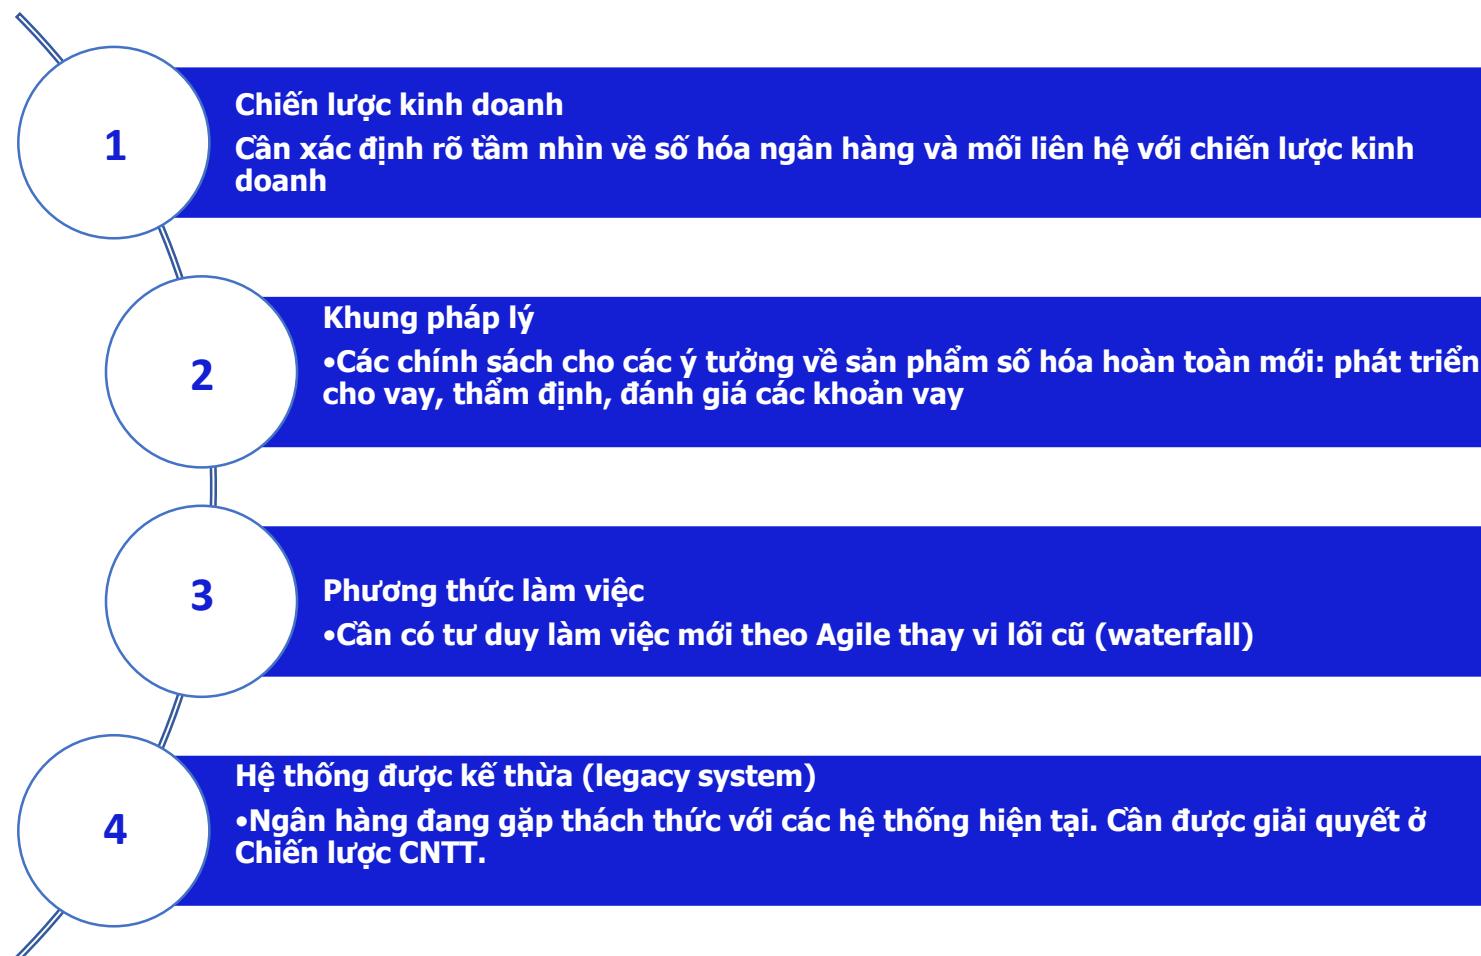 1
Chiến lược kinh doanh
Cần xác định rõ tầm nhìn về số hóa ngân hàng và mối liên hệ với chiến lược kinh
doanh
2
Khung pháp lý
•Các chính sách cho các ý tưởng về sản phẩm số hóa hoàn toàn mới: phát triển
cho vay, thẩm định, đánh giá các khoản vay
3
Phương thức làm việc
•Cần có tư duy làm việc mới theo Agile thay vi lối cũ (waterfall)
4
Hệ thống được kế thừa (legacy system)
•Ngân hàng đang gặp thách thức với các hệ thống hiện tại. Cần được giải quyết ở
Chiến lược CNTT.